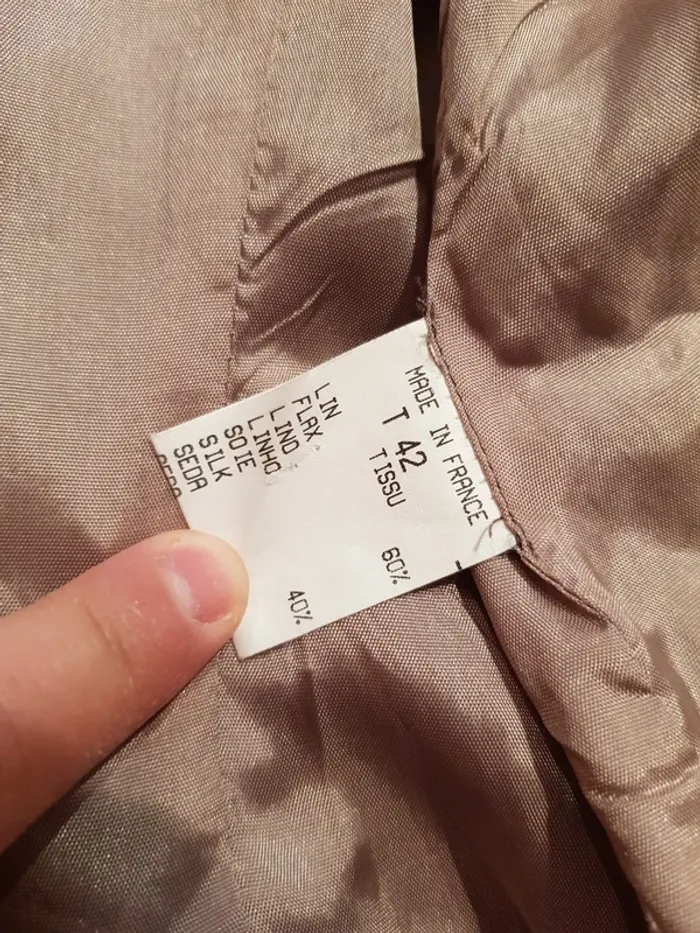 MADE IN FRANCE
T 42
TISSU
LIN 60%
FLAX
LINO
LINHO
SOIE 40%
SILK
SEDA